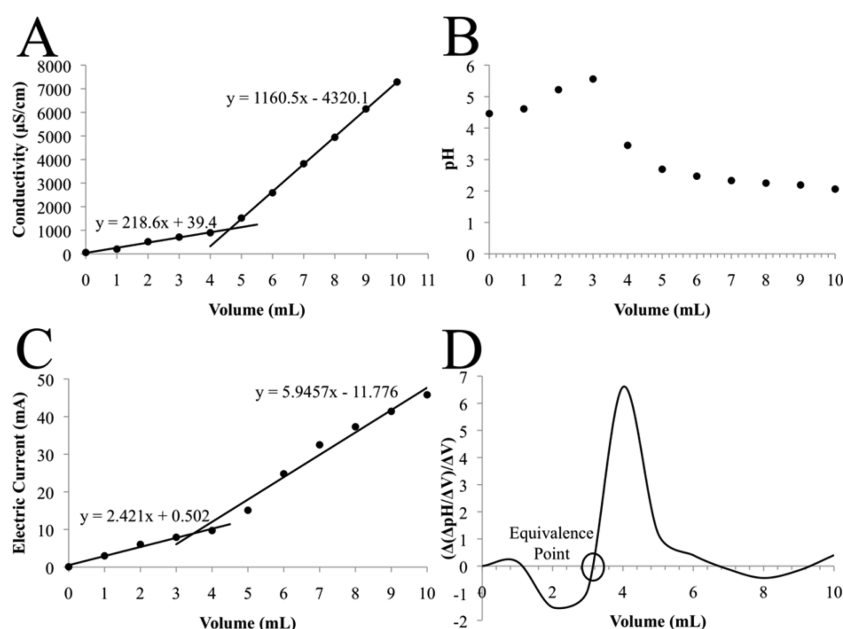 A
Conductivity (µS/cm)
8000
7000
6000
5000
4000
3000
2000
1000
0
y = 1160.5x - 4320.1
y = 218.6x + 39.4
0 1 2 3 4 5 6 7 8 9 10 11
Volume (mL)
B
pH
6
5
4
3
2
1
0
0 1 2 3 4 5 6 7 8 9 10
Volume (mL)
C
Electric Current (mA)
50
40
30
20
10
0
y = 5.9457x - 11.776
y = 2.421x + 0.502
0 1 2 3 4 5 6 7 8 9 10
Volume (mL)
D
(Δ(ΔpH/ΔV)/ΔV)
7
6
5
4
3
2
1
0
-1
-2
Equivalence
Point
0 2 4 6 8 10
Volume (mL)